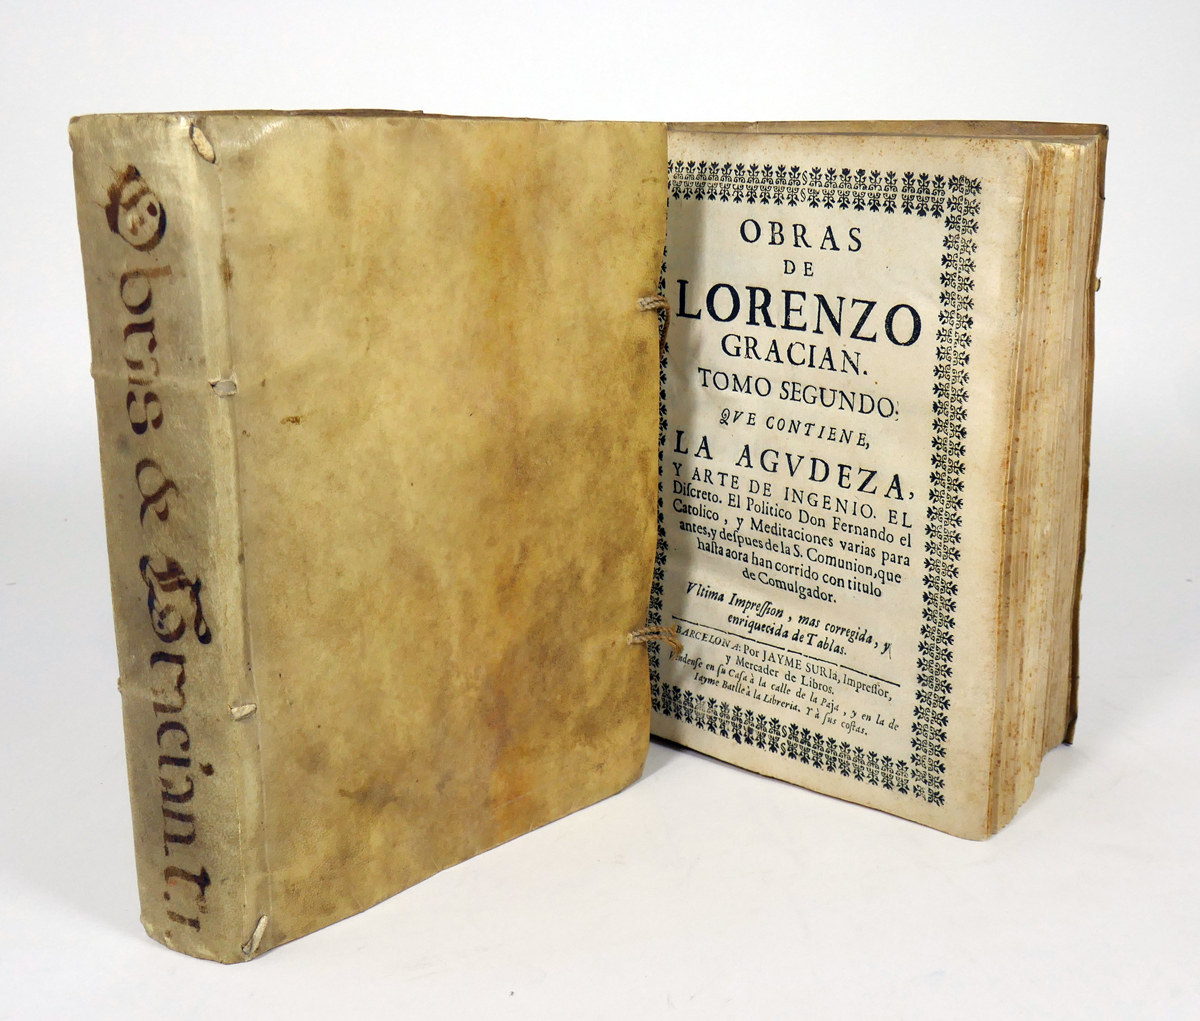 Obras de Gracian t. 1
OBRAS
DE
LORENZO
GRACIAN.
TOMO SEGUNDO:
QVE CONTIENE,
LA AGVDEZA,
Y ARTE DE INGENIO. EL
Diſcreto. El Politico Don Fernando el
Catolico, y Meditaciones varias para
antes, y deſpues de la S. Comunion, que
haſta aora han corrido con titulo
de Comulgador.
Vltima Impreſſion, mas corregida, y
enriquecida de Tablas.
BARCELONA: Por JAYME SURIà, Impreſſor,
y Mercader de Libros.
Vendenſe en ſu Caſa à la calle de la Paja, y en la de
Iayme Batlle à la Libreria. Y à ſus coſtas.